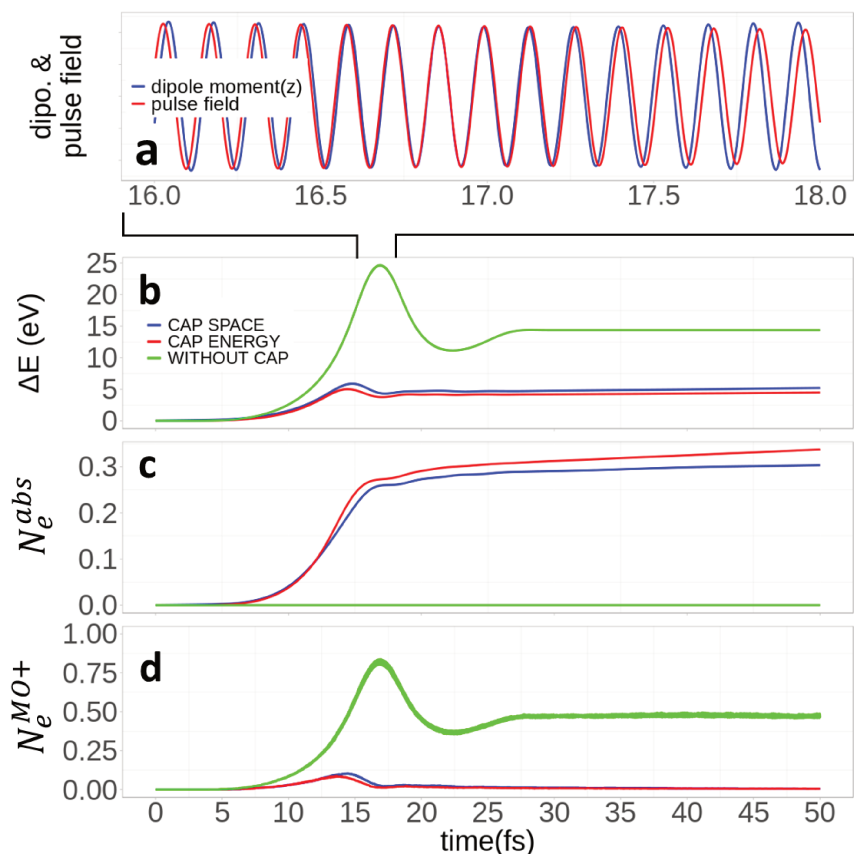 dipo. &
pulse field
dipole moment(z)
pulse field
a
16.0 16.5 17.0 17.5 18.0
b
ΔE (eV)
25
20
15
10
5
0
CAP SPACE
CAP ENERGY
WITHOUT CAP
c
N_e^{abs}
0.3
0.2
0.1
0.0
d
N_e^{MO+}
1.00
0.75
0.50
0.25
0.00
0 5 10 15 20 25 30 35 40 45 50
time(fs)